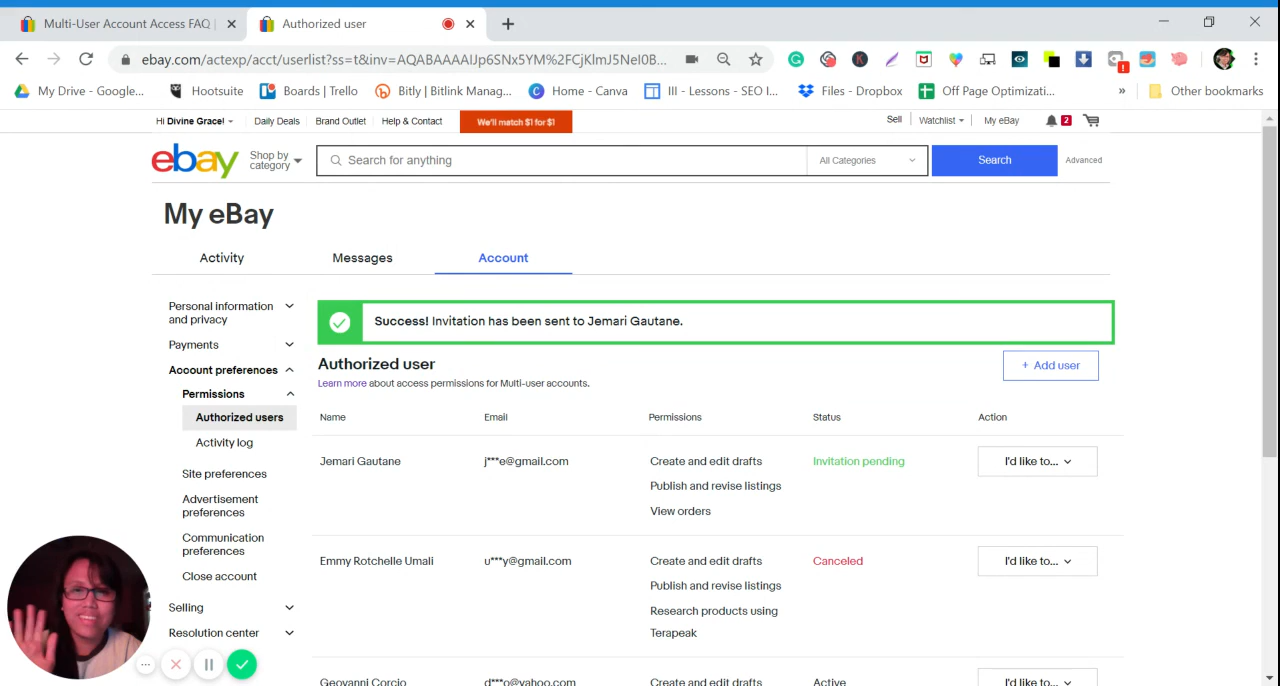 Multi-User Account Access FAQ |
Authorized user
ebay.com/actexp/acct/userlist?ss=t&inv=AQABAAAAIJp6SNx5YM%2FCjKlmJ5NeI0B...
My Drive - Google...
Hootsuite
Boards | Trello
Bitly | Bitlink Manag...
Home - Canva
III - Lessons - SEO I...
Files - Dropbox
Off Page Optimizati...
»
Other bookmarks
Hi Divine Grace!
Daily Deals
Brand Outlet
Help & Contact
We'll match $1 for $1
Sell
Watchlist
My eBay
2
ebay
Shop by
category
Search for anything
All Categories
Search
Advanced
My eBay
Activity
Messages
Account
Personal information
and privacy
Payments
Account preferences
Permissions
Authorized users
Activity log
Site preferences
Advertisement
preferences
Communication
preferences
Close account
Selling
Resolution center
Success! Invitation has been sent to Jemari Gautane.
Authorized user
+ Add user
Learn more about access permissions for Multi-user accounts.
Name
Email
Permissions
Status
Action
Jemari Gautane
j***e@gmail.com
Create and edit drafts
Publish and revise listings
View orders
Invitation pending
I'd like to...
Emmy Rotchelle Umali
u***y@gmail.com
Create and edit drafts
Publish and revise listings
Research products using
Terapeak
Canceled
I'd like to...
Geovanni Corcio
d***o@yahoo.com
Create and edit drafts
Active
I'd like to...